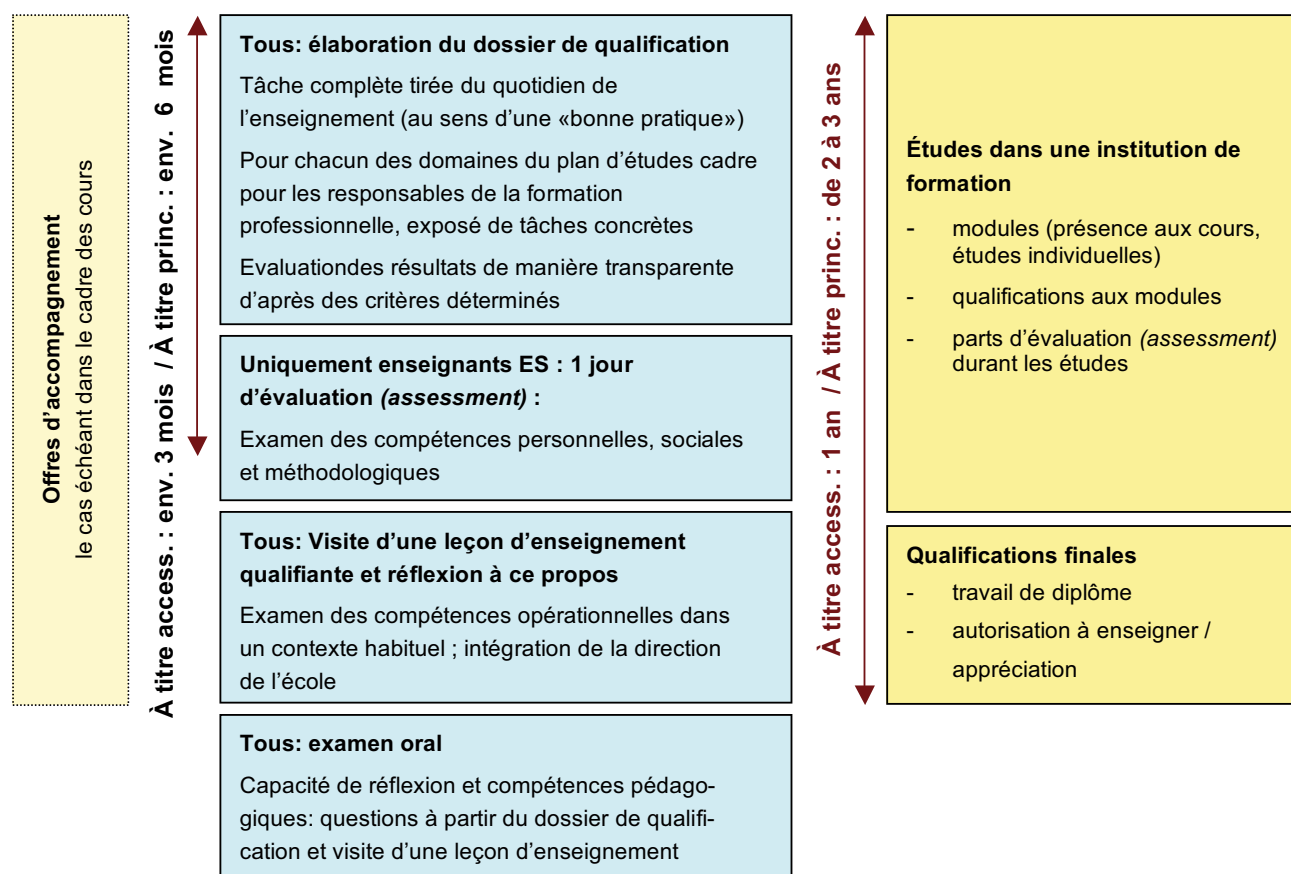 Offres d'accompagnement
le cas échéant dans le cadre des cours
À titre access. : env. 3 mois / À titre princ. : env. 6 mois
Tous: élaboration du dossier de qualification
Tâche complète tirée du quotidien de
l'enseignement (au sens d'une «bonne pratique»)
Pour chacun des domaines du plan d'études cadre
pour les responsables de la formation
professionnelle, exposé de tâches concrètes
Evaluationdes résultats de manière transparente
d'après des critères déterminés
Uniquement enseignants ES : 1 jour
d'évaluation (assessment) :
Examen des compétences personnelles, sociales
et méthodologiques
Tous: Visite d'une leçon d'enseignement
qualifiante et réflexion à ce propos
Examen des compétences opérationnelles dans
un contexte habituel ; intégration de la direction
de l'école
Tous: examen oral
Capacité de réflexion et compétences pédago-
giques: questions à partir du dossier de qualifi-
cation et visite d'une leçon d'enseignement
À titre access. : 1 an / À titre princ. : de 2 à 3 ans
Études dans une institution de
formation
- modules (présence aux cours,
études individuelles)
- qualifications aux modules
- parts d'évaluation (assessment)
durant les études
Qualifications finales
- travail de diplôme
- autorisation à enseigner /
appréciation